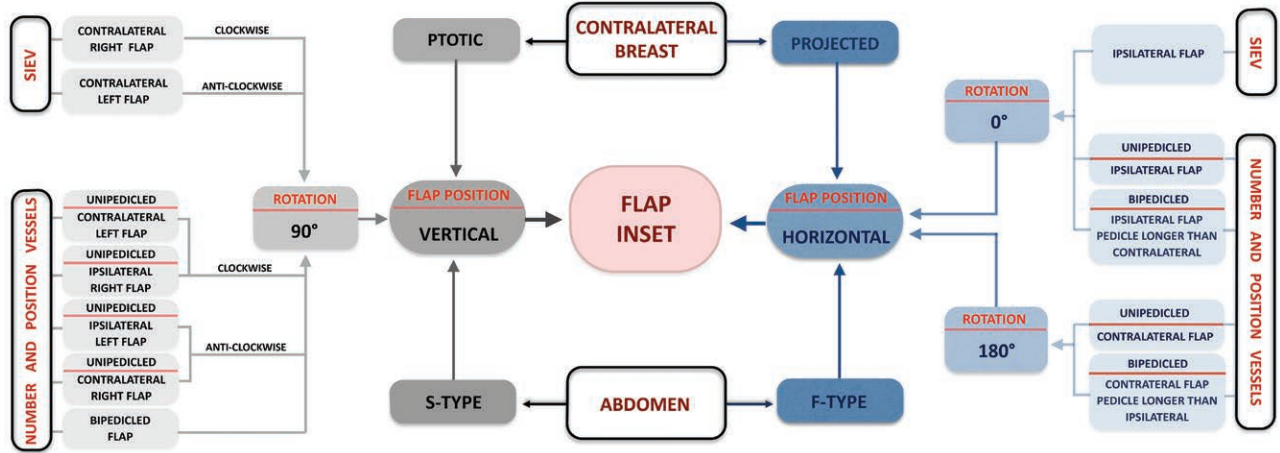 SIEV
CONTRALATERAL
RIGHT FLAP
CONTRALATERAL
LEFT FLAP
CLOCKWISE
ANTI-CLOCKWISE
NUMBER AND POSITION VESSELS
UNIPEDICLED
CONTRALATERAL
LEFT FLAP
UNIPEDICLED
IPSILATERAL
RIGHT FLAP
UNIPEDICLED
IPSILATERAL
LEFT FLAP
UNIPEDICLED
CONTRALATERAL
RIGHT FLAP
BIPEDICLED
FLAP
CLOCKWISE
ANTI-CLOCKWISE
ROTATION
90°
PTOTIC
CONTRALATERAL
BREAST
PROJECTED
FLAP POSITION
VERTICAL
FLAP
INSET
FLAP POSITION
HORIZONTAL
S-TYPE
ABDOMEN
F-TYPE
ROTATION
0°
ROTATION
180°
IPSILATERAL FLAP
SIEV
UNIPEDICLED
IPSILATERAL FLAP
BIPEDICLED
IPSILATERAL FLAP
PEDICLE LONGER THAN
CONTRALATERAL
UNIPEDICLED
CONTRALATERAL FLAP
BIPEDICLED
CONTRATERAL FLAP
PEDICLE LONGER THAN
IPSILATERAL
NUMBER AND POSITION VESSELS